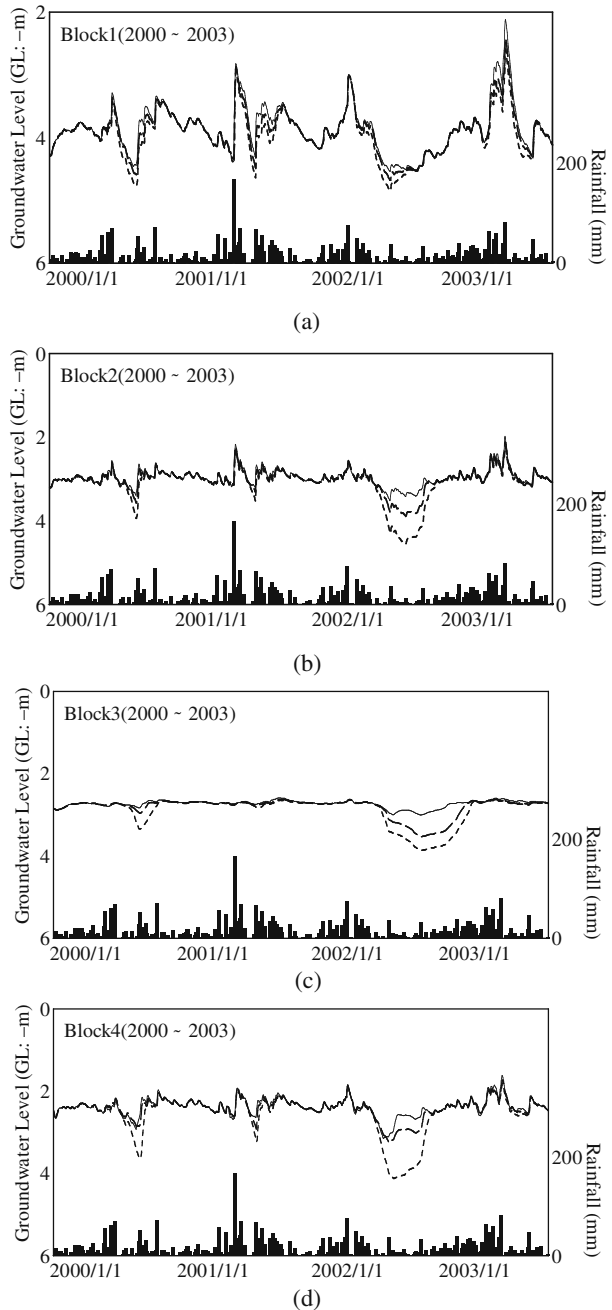 2
Block1(2000 ~ 2003)
Groundwater Level (GL: –m)
4
200
Rainfall (mm)
6
0
2000/1/1 2001/1/1 2002/1/1 2003/1/1
(a)
0
Block2(2000 ~ 2003)
Groundwater Level (GL: –m)
2
4
200
Rainfall (mm)
6
0
2000/1/1 2001/1/1 2002/1/1 2003/1/1
(b)
0
Block3(2000 ~ 2003)
Groundwater Level (GL: –m)
2
4
200
Rainfall (mm)
6
0
2000/1/1 2001/1/1 2002/1/1 2003/1/1
(c)
0
Block4(2000 ~ 2003)
Groundwater Level (GL: –m)
2
4
200
Rainfall (mm)
6
0
2000/1/1 2001/1/1 2002/1/1 2003/1/1
(d)